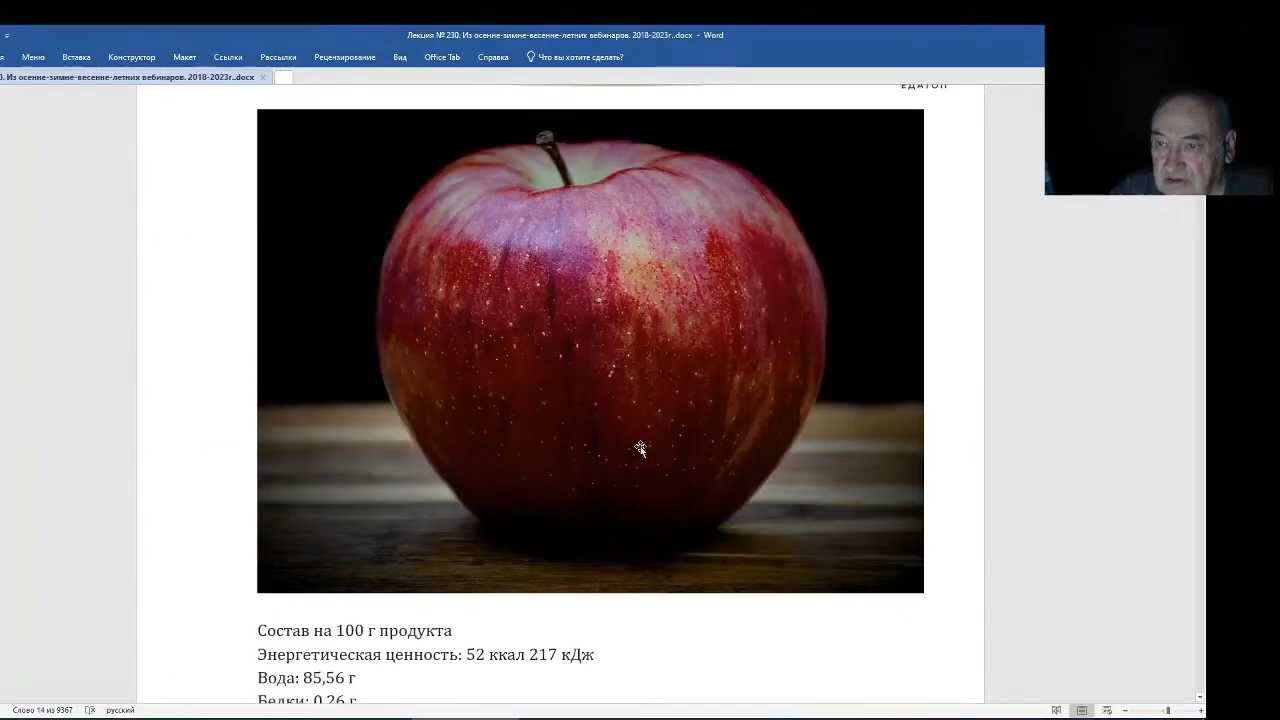 Лекция № 230. Из осенне-зимне-весенне-летних вебинаров. 2018-2023г..docx - Word
Меню Вставка Конструктор Макет Ссылки Рассылки Рецензирование Вид Office Tab Справка Что вы хотите сделать?
0. Из осенне-зимне-весенне-летних вебинаров. 2018-2023г..docx
ЕДАТОП
Состав на 100 г продукта
Энергетическая ценность: 52 ккал 217 кДж
Вода: 85,56 г
Белки: 0,26 г
Слово 14 из 9367 русский